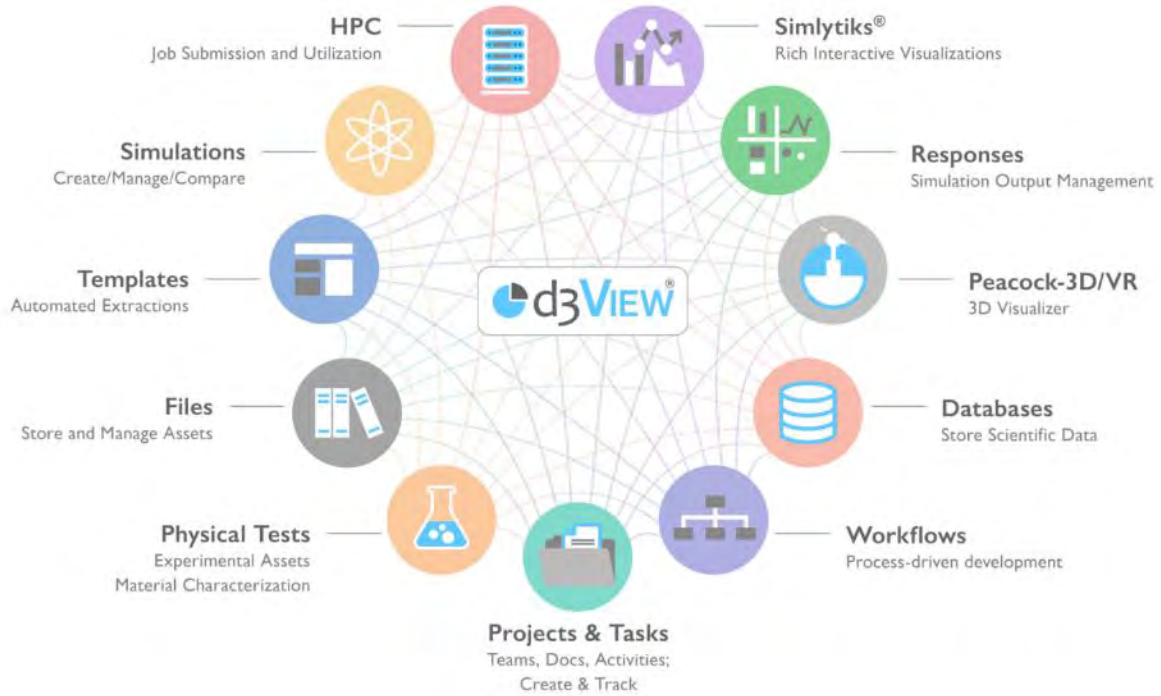 HPC
Job Submission and Utilization
Simlytiks®
Rich Interactive Visualizations
Simulations
Create/Manage/Compare
Responses
Simulation Output Management
Templates
Automated Extractions
d3VIEW®
Peacock-3D/VR
3D Visualizer
Files
Store and Manage Assets
Databases
Store Scientific Data
Physical Tests
Experimental Assets
Material Characterization
Workflows
Process-driven development
Projects & Tasks
Teams, Docs, Activities;
Create & Track